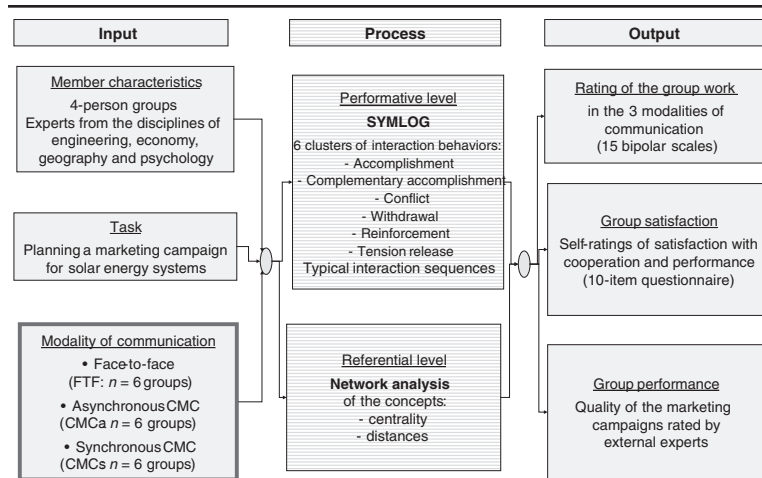 Input
Process
Output
Member characteristics
4-person groups
Experts from the disciplines of
engineering, economy,
geography and psychology
Task
Planning a marketing campaign
for solar energy systems
Modality of communication
• Face-to-face
(FTF: n = 6 groups)
• Asynchronous CMC
(CMCa n = 6 groups)
• Synchronous CMC
(CMCs n = 6 groups)
Performative level
SYMLOG
6 clusters of interaction behaviors:
- Accomplishment
- Complementary accomplishment
- Conflict
- Withdrawal
- Reinforcement
- Tension release
Typical interaction sequences
Referential level
Network analysis
of the concepts:
- centrality
- distances
Rating of the group work
in the 3 modalities of
communication
(15 bipolar scales)
Group satisfaction
Self-ratings of satisfaction with
cooperation and performance
(10-item questionnaire)
Group performance
Quality of the marketing
campaigns rated by
external experts